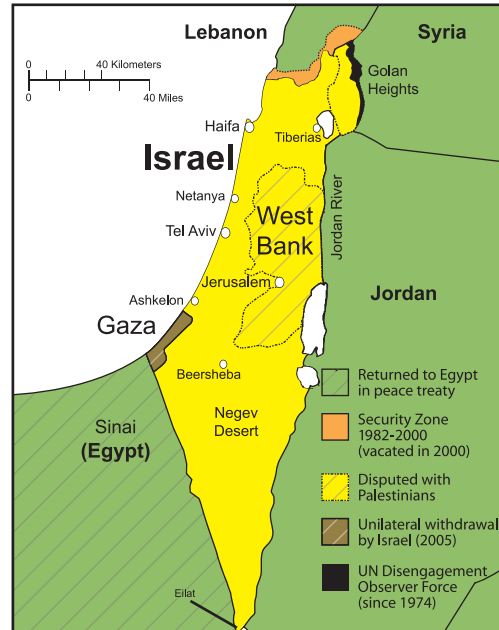 Lebanon
Syria
0 40 Kilometers
0 40 Miles
Golan
Heights
Haifa
Tiberias
Israel
Netanya
West
Bank
Jordan River
Tel Aviv
Jerusalem
Jordan
Ashkelon
Gaza
Beersheba
Returned to Egypt
in peace treaty
Negev
Desert
Sinai
(Egypt)
Security Zone
1982-2000
(vacated in 2000)
Disputed with
Palestinians
Unilateral withdrawal
by Israel (2005)
UN Disengagement
Observer Force
(since 1974)
Eilat